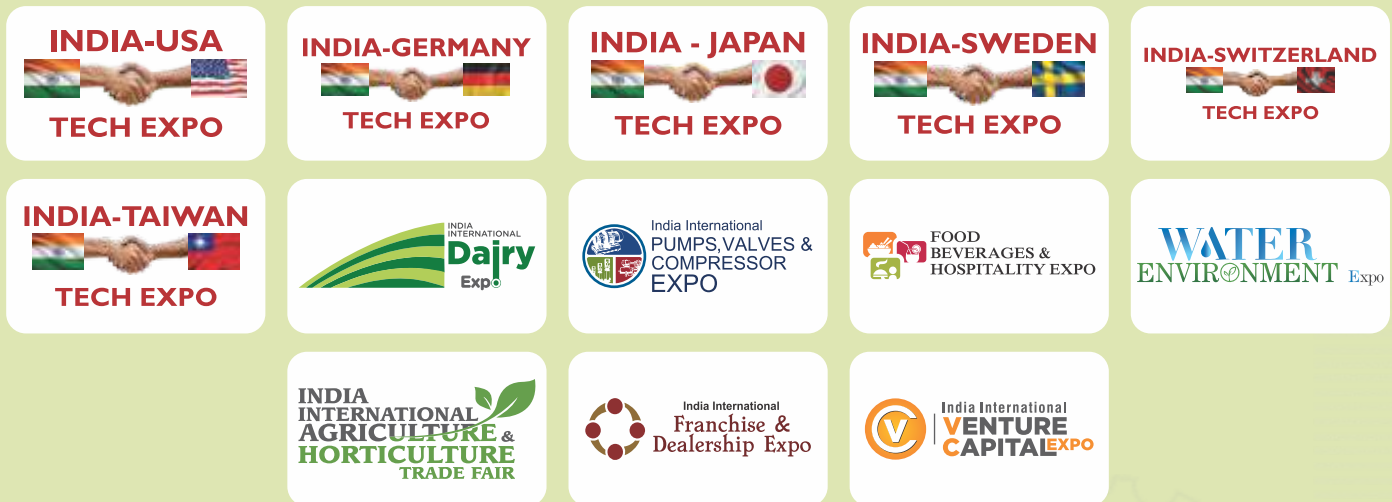 INDIA-USA
TECH EXPO
INDIA-GERMANY
TECH EXPO
INDIA - JAPAN
TECH EXPO
INDIA-SWEDEN
TECH EXPO
INDIA-SWITZERLAND
TECH EXPO
INDIA-TAIWAN
TECH EXPO
INDIA
INTERNATIONAL
Dairy
Expo
India International
PUMPS,VALVES &
COMPRESSOR
EXPO
FOOD
BEVERAGES &
HOSPITALITY EXPO
WATER
ENVIRONMENT Expo
INDIA
INTERNATIONAL
AGRICULTURE &
HORTICULTURE
TRADE FAIR
India International
Franchise &
Dealership Expo
CV
India International
VENTURE
CAPITAL EXPO